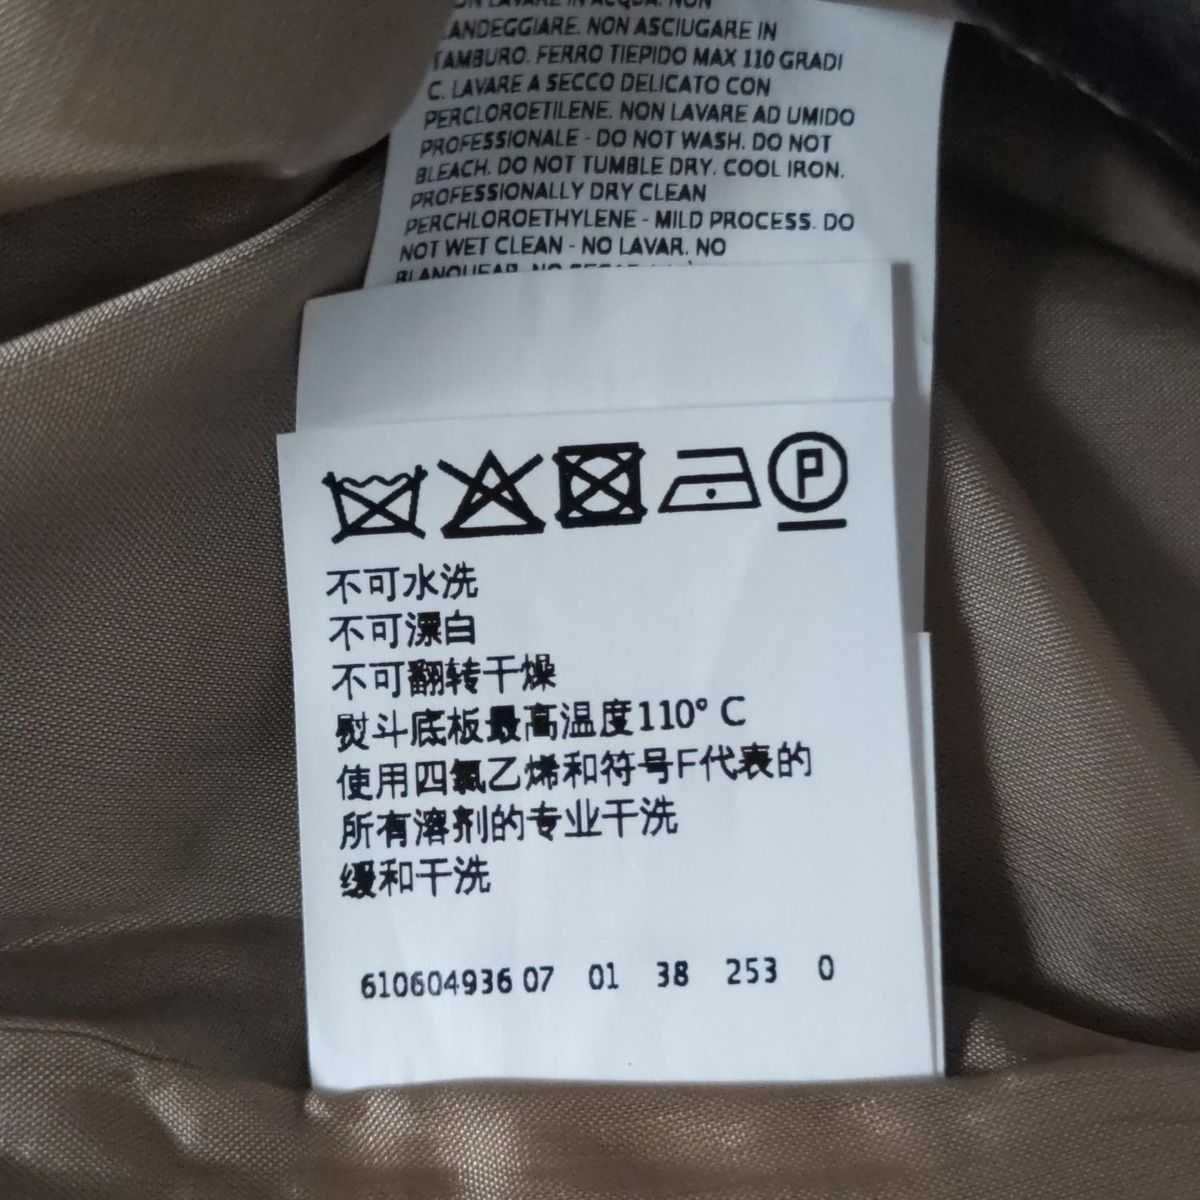 ON LAVARE IN ACQUA. NON
ANDEGGIARE. NON ASCIUGARE IN
TAMBURO. FERRO TIEPIDO MAX 110 GRADI
C. LAVARE A SECCO DELICATO CON
PERCLOROETILENE. NON LAVARE AD UMIDO
PROFESSIONALE - DO NOT WASH. DO NOT
BLEACH. DO NOT TUMBLE DRY. COOL IRON.
PROFESSIONALLY DRY CLEAN
PERCHLOROETHYLENE - MILD PROCESS. DO
NOT WET CLEAN - NO LAVAR. NO
BLANQUEAR. NO
P
不可水洗
不可漂白
不可翻转干燥
熨斗底板最高温度110° C
使用四氯乙烯和符号F代表的
所有溶剂的专业干洗
缓和干洗
610604936 07 01 38 253 0